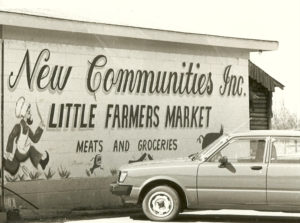 New Communities Inc.
LITTLE FARMERS MARKET
MEATS AND GROCERIES